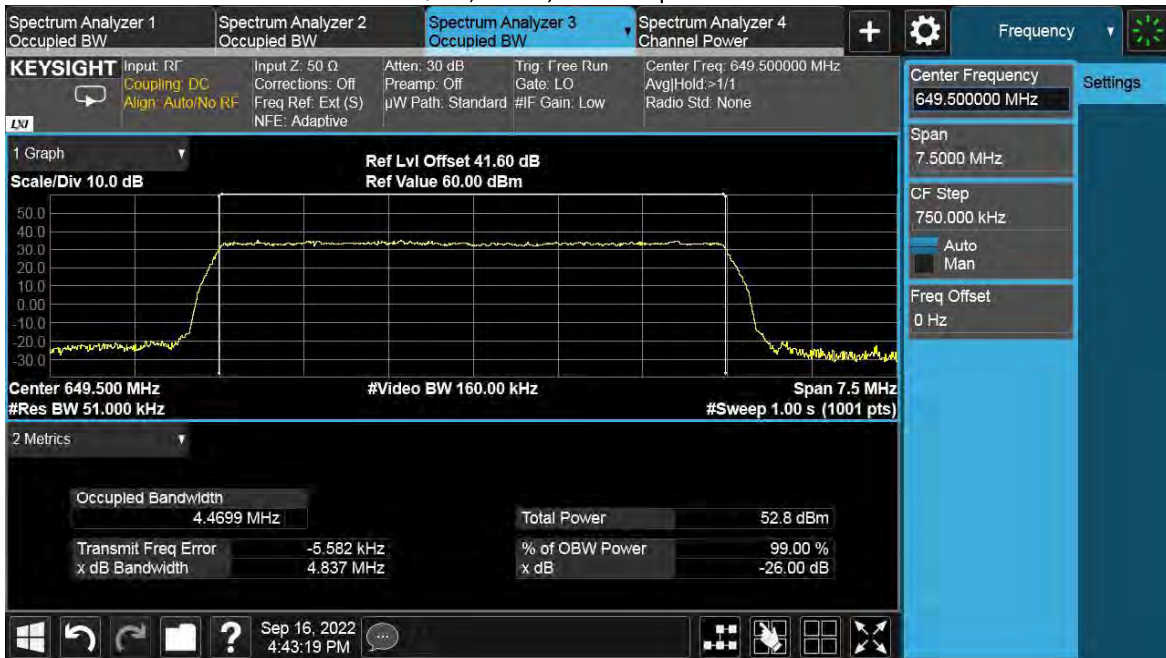 Spectrum Analyzer 1
Occupied BW
Spectrum Analyzer 2
Occupied BW
Spectrum Analyzer 3
Occupied BW
Spectrum Analyzer 4
Channel Power
+
Frequency
KEYSIGHT
LXI
Input: RF
Coupling: DC
Align: Auto/No RF
Input Z: 50 Ω
Corrections: Off
Freq Ref: Ext (S)
NFE: Adaptive
Atten: 30 dB
Preamp: Off
µW Path: Standard
Trig: Free Run
Gate: LO
#IF Gain: Low
Center Freq: 649.500000 MHz
Avg|Hold:>1/1
Radio Std: None
Center Frequency
649.500000 MHz
Settings
Span
7.5000 MHz
CF Step
750.000 kHz
Auto
Man
Freq Offset
0 Hz
1 Graph
Scale/Div 10.0 dB
Ref Lvl Offset 41.60 dB
Ref Value 60.00 dBm
50.0
40.0
30.0
20.0
10.0
0.00
-10.0
-20.0
-30.0
Center 649.500 MHz
#Res BW 51.000 kHz
#Video BW 160.00 kHz
Span 7.5 MHz
#Sweep 1.00 s (1001 pts)
2 Metrics
Occupied Bandwidth
4.4699 MHz
Total Power 52.8 dBm
Transmit Freq Error -5.582 kHz
% of OBW Power 99.00 %
x dB Bandwidth 4.837 MHz
x dB -26.00 dB
?
Sep 16, 2022
4:43:19 PM